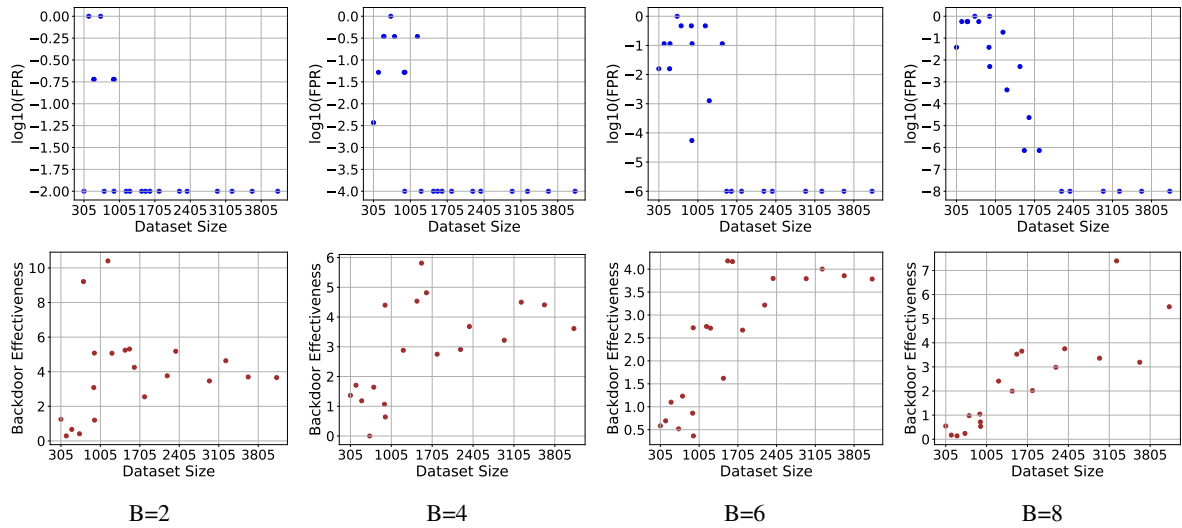 0.00
−0.25
−0.50
−0.75
−1.00
−1.25
−1.50
−1.75
−2.00
log10(FPR)
305 1005 1705 2405 3105 3805
Dataset Size
0.0
−0.5
−1.0
−1.5
−2.0
−2.5
−3.0
−3.5
−4.0
log10(FPR)
305 1005 1705 2405 3105 3805
Dataset Size
0
−1
−2
−3
−4
−5
−6
log10(FPR)
305 1005 1705 2405 3105 3805
Dataset Size
0
−1
−2
−3
−4
−5
−6
−7
−8
log10(FPR)
305 1005 1705 2405 3105 3805
Dataset Size
10
8
6
4
2
0
Backdoor Effectiveness
305 1005 1705 2405 3105 3805
Dataset Size
6
5
4
3
2
1
0
Backdoor Effectiveness
305 1005 1705 2405 3105 3805
Dataset Size
4.0
3.5
3.0
2.5
2.0
1.5
1.0
0.5
Backdoor Effectiveness
305 1005 1705 2405 3105 3805
Dataset Size
7
6
5
4
3
2
1
0
Backdoor Effectiveness
305 1005 1705 2405 3105 3805
Dataset Size
B=2 B=4 B=6 B=8